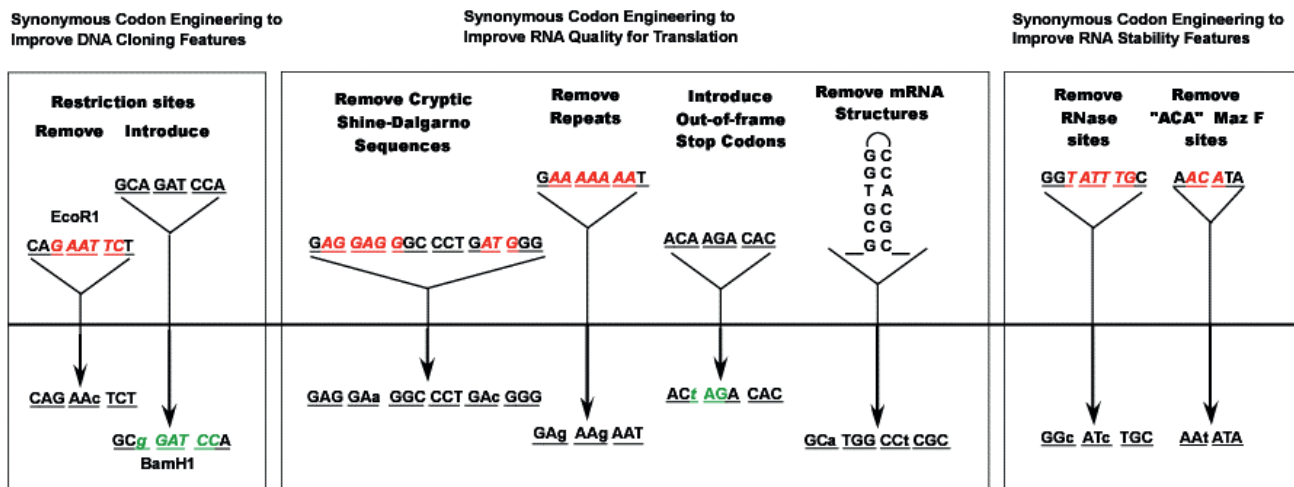 Synonymous Codon Engineering to
Improve DNA Cloning Features
Synonymous Codon Engineering to
Improve RNA Quality for Translation
Synonymous Codon Engineering to
Improve RNA Stability Features
Restriction sites
Remove Introduce
GCA GAT CCA
EcoR1
CAG AAT TCT
CAG AAc TCT
GCg GAT CCA
BamH1
Remove Cryptic
Shine-Dalgarno
Sequences
GAG GAG GGC CCT GAT GGG
GAG GAa GGC CCT GAc GGG
Remove
Repeats
GAA AAA AAT
GAg AAg AAT
Introduce
Out-of-frame
Stop Codons
ACA AGA CAC
ACt AGA CAC
Remove mRNA
Structures
G C
G C
T A
G C
C G
_G C_
GCa TGG CCt CGC
Remove
RNase
sites
GGT ATT TGC
GGc ATc TGC
Remove
"ACA" Maz F
sites
AAC ATA
AAt ATA